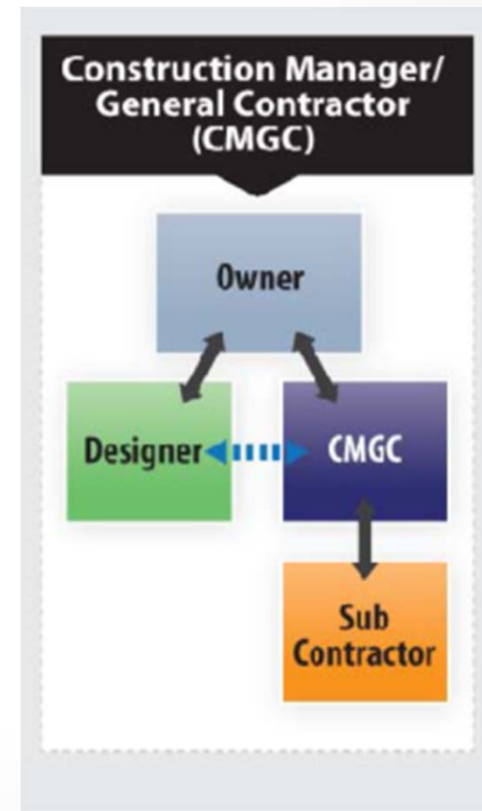 Construction Manager/
General Contractor
(CMGC)
Owner
Designer
CMGC
Sub
Contractor